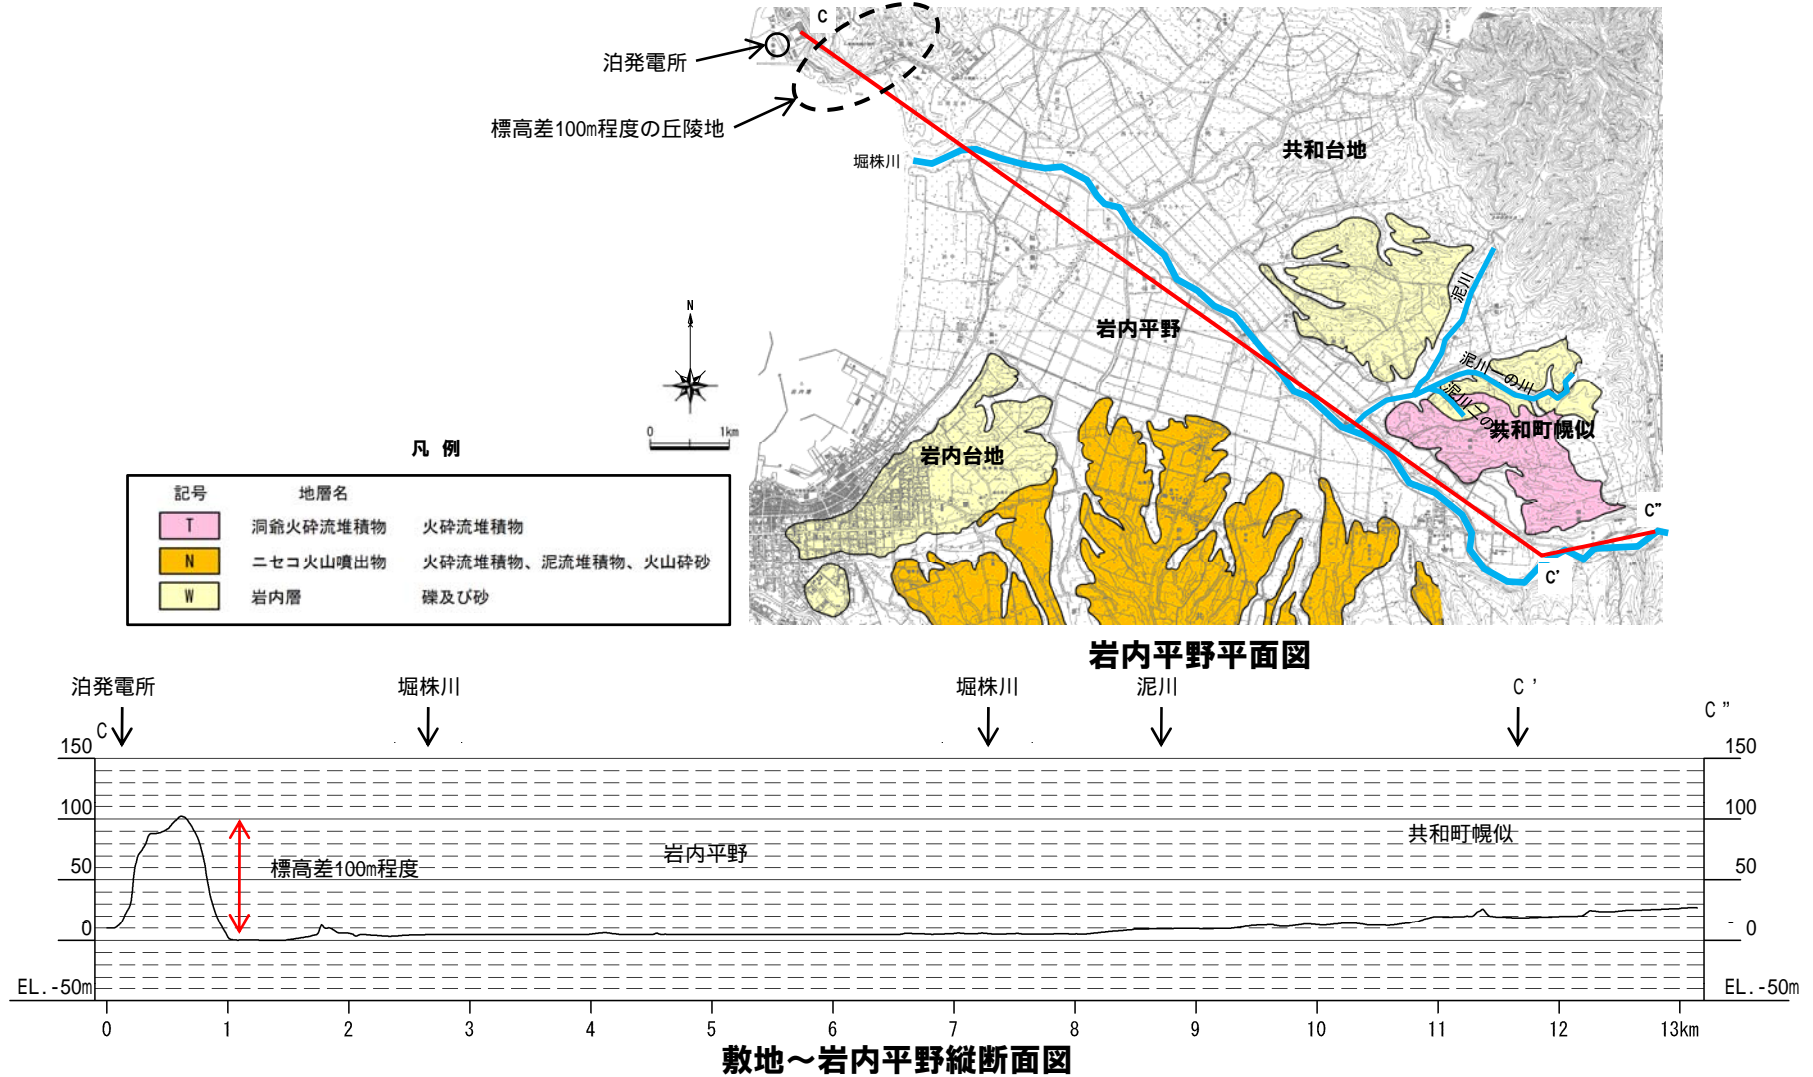 C
泊発電所
標高差100m程度の丘陵地
堀株川
共和台地
泥川
岩内平野
泥川一の川
泥川二の川
共和町幌似
岩内台地
C"
C'
N
0 1km
凡 例
記号 地層名
T 洞爺火砕流堆積物 火砕流堆積物
N ニセコ火山噴出物 火砕流堆積物、泥流堆積物、火山砕砂
W 岩内層 礫及び砂
岩内平野平面図
泊発電所 堀株川 堀株川 泥川 C'
C C"
150 150
100 100
共和町幌似
岩内平野
標高差100m程度
50 50
0 0
EL.-50m EL.-50m
0 1 2 3 4 5 6 7 8 9 10 11 12 13km
敷地～岩内平野縦断面図